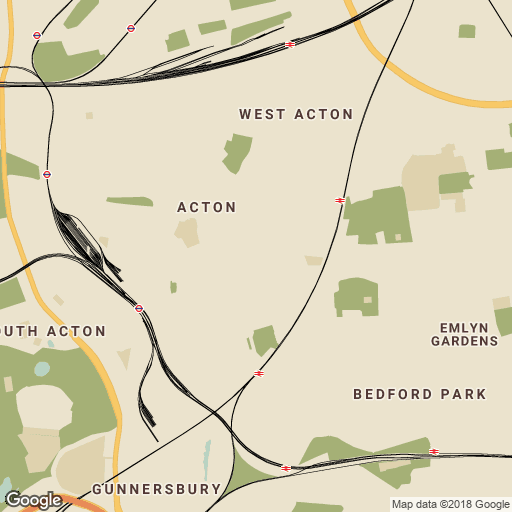 WEST ACTON
ACTON
OUTH ACTON
EMLYN
GARDENS
BEDFORD PARK
GUNNERSBURY
Google
Map data ©2018 Google